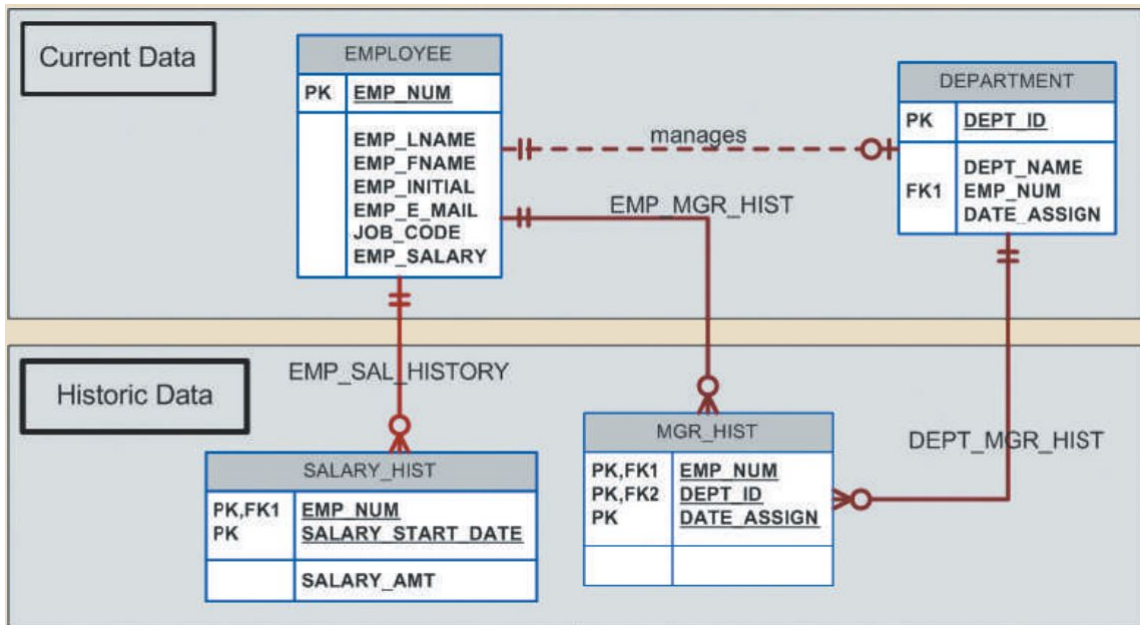 Current Data
EMPLOYEE
PK EMP_NUM
EMP_LNAME
EMP_FNAME
EMP_INITIAL
EMP_E_MAIL
JOB_CODE
EMP_SALARY
manages
EMP_MGR_HIST
DEPARTMENT
PK DEPT_ID
DEPT_NAME
FK1 EMP_NUM
DATE_ASSIGN
Historic Data
EMP_SAL_HISTORY
SALARY_HIST
PK,FK1 EMP_NUM
PK SALARY_START_DATE
SALARY_AMT
MGR_HIST
PK,FK1 EMP_NUM
PK,FK2 DEPT_ID
PK DATE_ASSIGN
DEPT_MGR_HIST